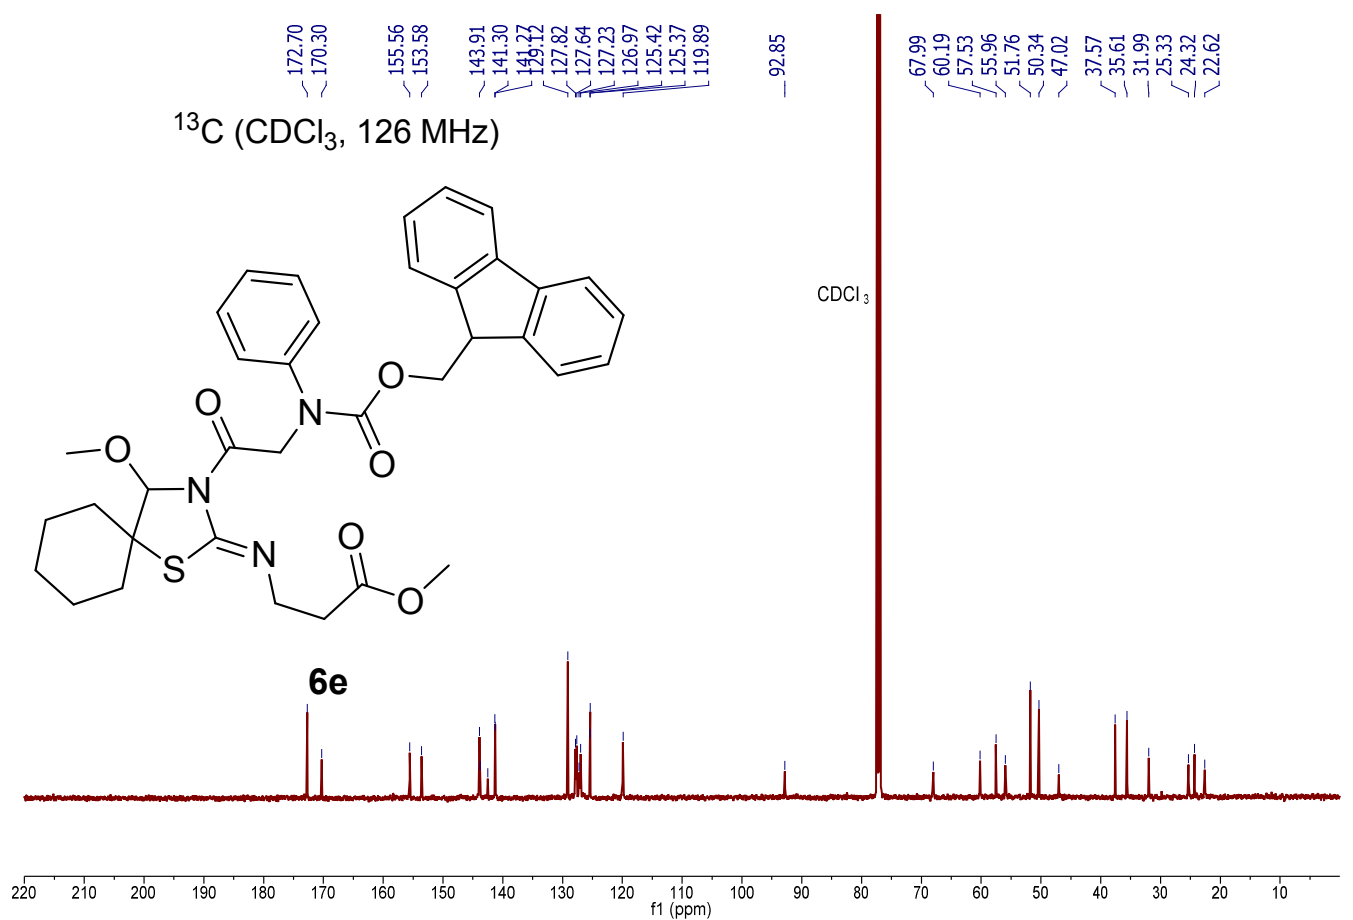 172.70
170.30
155.56
153.58
143.91
141.30
141.27
129.12
127.82
127.64
127.23
126.97
125.42
125.37
119.89
92.85
67.99
60.19
57.53
55.96
51.76
50.34
47.02
37.57
35.61
31.99
25.33
24.32
22.62
13C (CDCl3, 126 MHz)
CDCl3
O
N
O
O
O
N
O
N
S
O
6e
220 210 200 190 180 170 160 150 140 130 120 110 100 90 80 70 60 50 40 30 20 10
f1 (ppm)